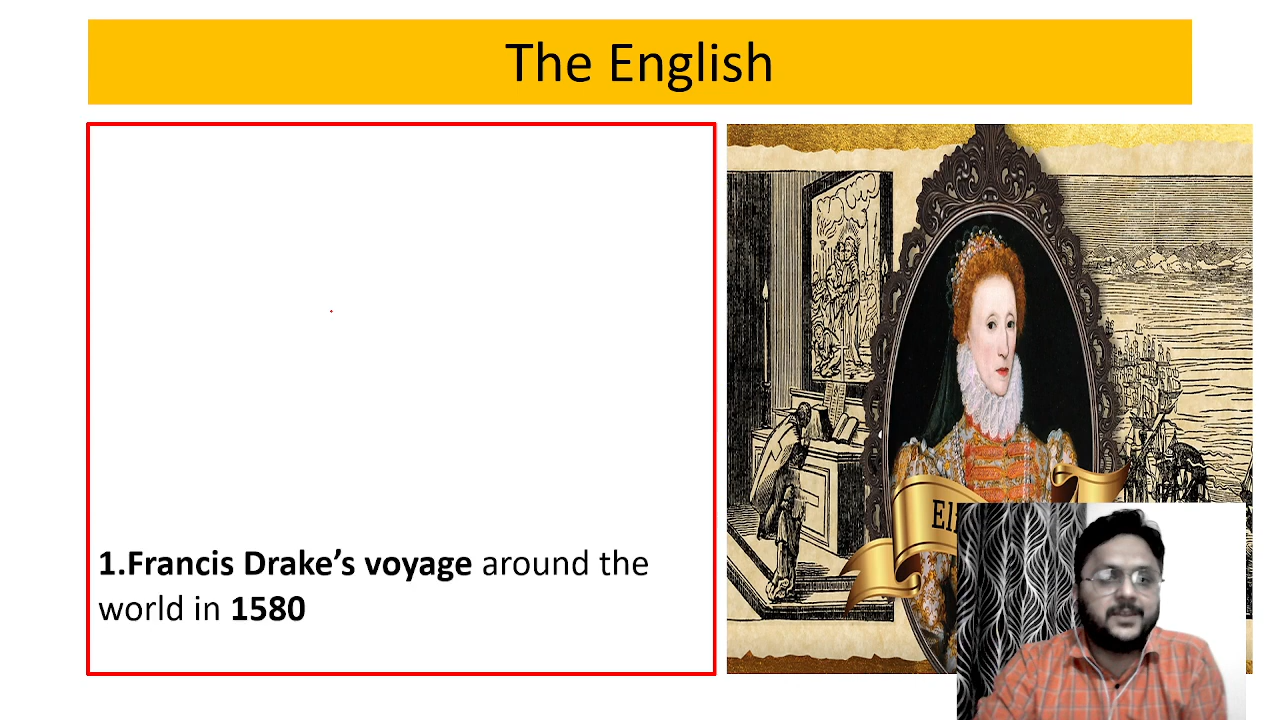 The English
1.Francis Drake’s voyage around the
world in 1580